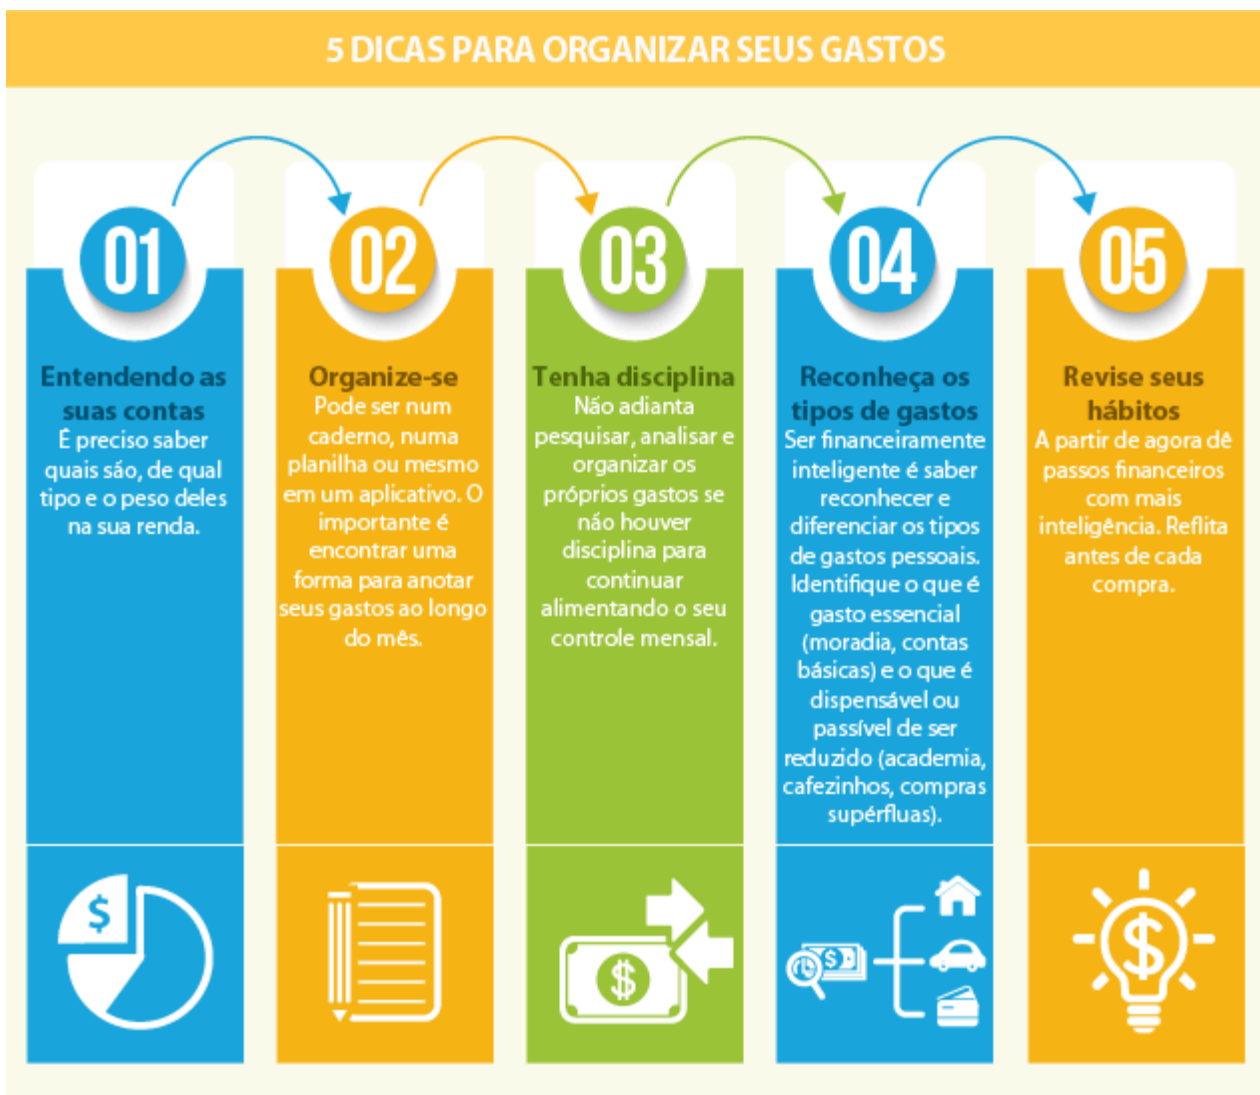 5 DICAS PARA ORGANIZAR SEUS GASTOS
01
Entendendo as
suas contas
É preciso saber
quais são, de qual
tipo e o peso deles
na sua renda.
$
02
Organize-se
Pode ser num
caderno, numa
planilha ou mesmo
em um aplicativo. O
importante é
encontrar uma
forma para anotar
seus gastos ao longo
do mês.
03
Tenha disciplina
Não adianta
pesquisar, analisar e
organizar os
próprios gastos se
não houver
disciplina para
continuar
alimentando o seu
controle mensal.
$
04
Reconheça os
tipos de gastos
Ser financeiramente
inteligente é saber
reconhecer e
diferenciar os tipos
de gastos pessoais.
Identifique o que é
gasto essencial
(moradia, contas
básicas) e o que é
dispensável ou
passível de ser
reduzido (academia,
cafezinhos, compras
supérfluas).
$
05
Revise seus
hábitos
A partir de agora dê
passos financeiros
com mais
inteligência. Reflita
antes de cada
compra.
$